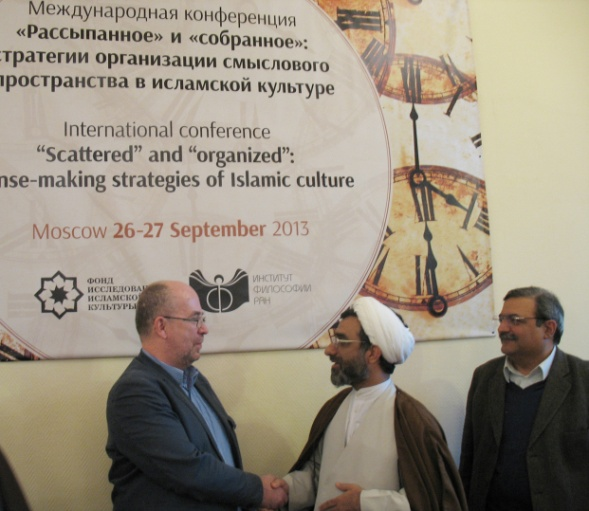 Международная конференция
«Рассыпанное» и «собранное»:
стратегии организации смыслового
пространства в исламской культуре
International conference
“Scattered” and “organized”:
nse-making strategies of Islamic culture
Moscow 26-27 September 2013
ФОНД
ИССЛЕДОВАН
ИСЛАМСКОЙ
КУЛЬТУРЫ
ИНСТИТУТ
ФИЛОСОФИИ
РАН